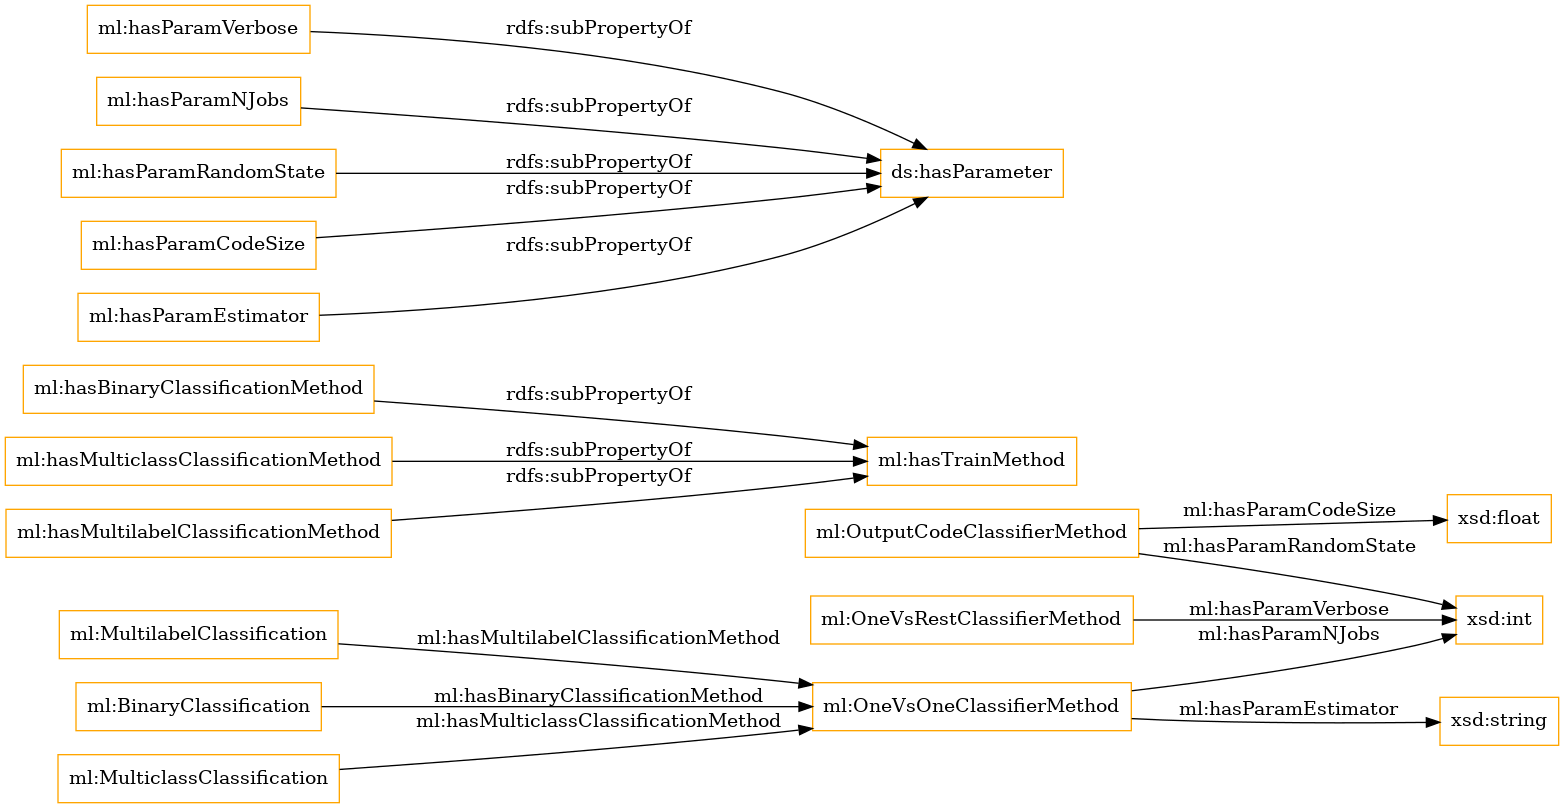 ml:hasParamVerbose
rdfs:subPropertyOf
ml:hasParamNJobs
rdfs:subPropertyOf
ml:hasParamRandomState
rdfs:subPropertyOf
ds:hasParameter
ml:hasParamCodeSize
rdfs:subPropertyOf
ml:hasParamEstimator
rdfs:subPropertyOf
ml:hasBinaryClassificationMethod
rdfs:subPropertyOf
ml:hasMulticlassClassificationMethod
rdfs:subPropertyOf
ml:hasTrainMethod
ml:hasMultilabelClassificationMethod
rdfs:subPropertyOf
ml:OutputCodeClassifierMethod
ml:hasParamCodeSize
xsd:float
ml:hasParamRandomState
ml:OneVsRestClassifierMethod
ml:hasParamVerbose
xsd:int
ml:hasParamNJobs
ml:MultilabelClassification
ml:hasMultilabelClassificationMethod
ml:BinaryClassification
ml:hasBinaryClassificationMethod
ml:OneVsOneClassifierMethod
ml:hasParamEstimator
xsd:string
ml:hasMulticlassClassificationMethod
ml:MulticlassClassification